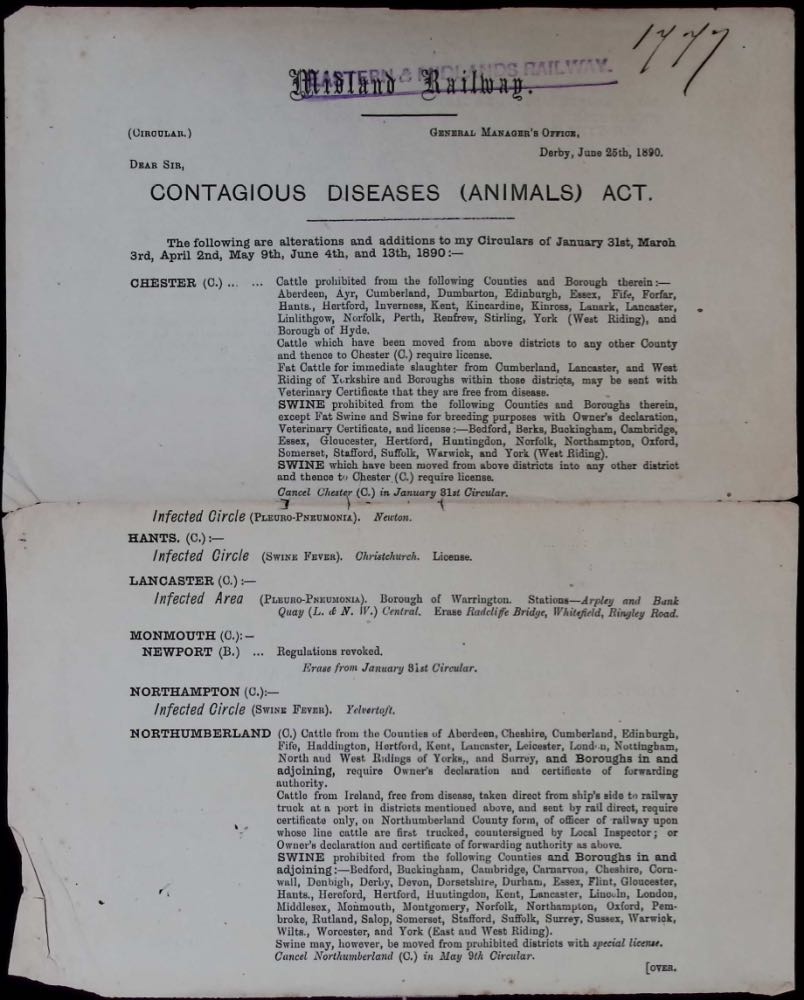 1777
EASTERN & MIDLANDS RAILWAY.
Midland Railway.
(CIRCULAR.)
GENERAL MANAGER'S OFFICE,
Derby, June 25th, 1890.
DEAR SIR,
CONTAGIOUS DISEASES (ANIMALS) ACT.
The following are alterations and additions to my Circulars of January 31st, March
3rd, April 2nd, May 9th, June 4th, and 13th, 1890:—
CHESTER (C.) ... ... Cattle prohibited from the following Counties and Borough therein:—
Aberdeen, Ayr, Cumberland, Dumbarton, Edinburgh, Essex, Fife, Forfar,
Hants., Hertford, Inverness, Kent, Kincardine, Kinross, Lanark, Lancaster,
Linlithgow, Norfolk, Perth, Renfrew, Stirling, York (West Riding), and
Borough of Hyde.
Cattle which have been moved from above districts to any other County
and thence to Chester (C.) require license.
Fat Cattle for immediate slaughter from Cumberland, Lancaster, and West
Riding of Yorkshire and Boroughs within those districts, may be sent with
Veterinary Certificate that they are free from disease.
SWINE prohibited from the following Counties and Boroughs therein,
except Fat Swine and Swine for breeding purposes with Owner's declaration,
Veterinary Certificate, and license:—Bedford, Berks, Buckingham, Cambridge,
Essex, Gloucester, Hertford, Huntingdon, Norfolk, Northampton, Oxford,
Somerset, Stafford, Suffolk, Warwick, and York (West Riding).
SWINE which have been moved from above districts into any other district
and thence to Chester (C.) require license.
Cancel Chester (C.) in January 31st Circular.
Infected Circle (PLEURO-PNEUMONIA). Newton.
HANTS. (C.):—
Infected Circle (SWINE FEVER). Christchurch. License.
LANCASTER (C.):—
Infected Area (PLEURO-PNEUMONIA). Borough of Warrington. Stations—Arpley and Bank
Quay (L. & N. W.) Central. Erase Radcliffe Bridge, Whitefield, Ringley Road.
MONMOUTH (C.):—
NEWPORT (B.) ... Regulations revoked.
Erase from January 31st Circular.
NORTHAMPTON (C.):—
Infected Circle (SWINE FEVER). Yelvertoft.
NORTHUMBERLAND (C.) Cattle from the Counties of Aberdeen, Cheshire, Cumberland, Edinburgh,
Fife, Haddington, Hertford, Kent, Lancaster, Leicester, London, Nottingham,
North and West Ridings of Yorks,, and Surrey, and Boroughs in and
adjoining, require Owner's declaration and certificate of forwarding
authority.
Cattle from Ireland, free from disease, taken direct from ship's side to railway
truck at a port in districts mentioned above, and sent by rail direct, require
certificate only, on Northumberland County form, of officer of railway upon
whose line cattle are first trucked, countersigned by Local Inspector; or
Owner's declaration and certificate of forwarding authority as above.
SWINE prohibited from the following Counties and Boroughs in and
adjoining:—Bedford, Buckingham, Cambridge, Carnarvon, Cheshire, Corn-
wall, Denbigh, Derby, Devon, Dorsetshire, Durham, Essex, Flint, Gloucester,
Hants., Hereford, Hertford, Huntingdon, Kent, Lancaster, Lincoln, London,
Middlesex, Monmouth, Montgomery, Norfolk, Northampton, Oxford, Pem-
broke, Rutland, Salop, Somerset, Stafford, Suffolk, Surrey, Sussex, Warwick,
Wilts., Worcester, and York (East and West Riding).
Swine may, however, be moved from prohibited districts with special license.
Cancel Northumberland (C.) in May 9th Circular.
[OVER.